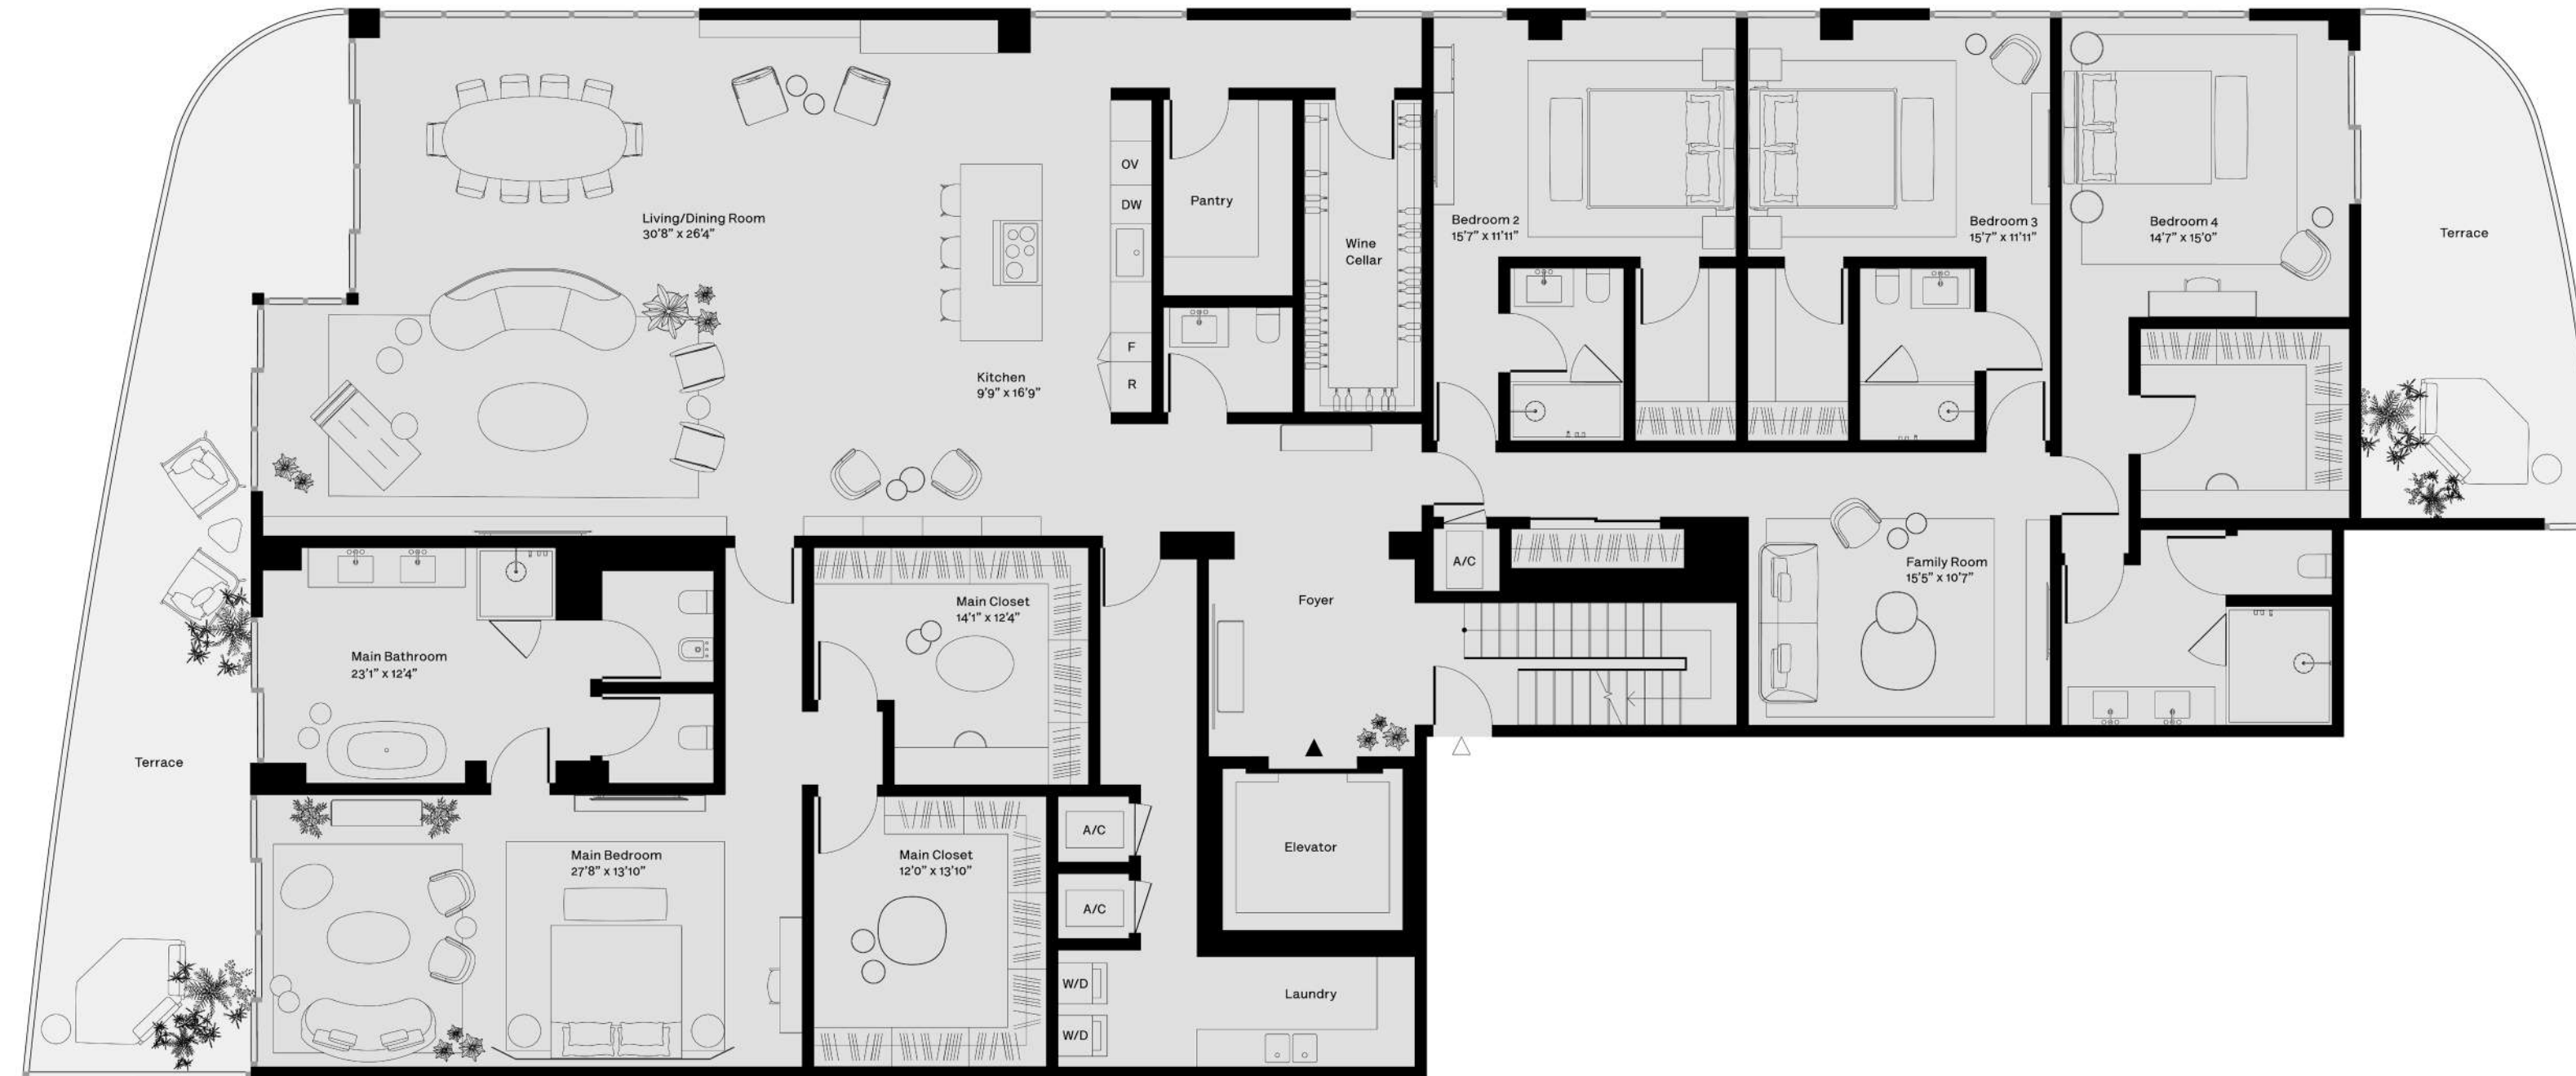 OV
DW
Pantry
Living/Dining Room
30'8" x 26'4"
Wine
Cellar
Bedroom 2
15'7" x 11'11"
Bedroom 3
15'7" x 11'11"
Bedroom 4
14'7" x 15'0"
Terrace
F
R
Kitchen
9'9" x 16'9"
A/C
Family Room
15'5" x 10'7"
Foyer
Main Closet
14'1" x 12'4"
Main Bathroom
23'1" x 12'4"
Terrace
A/C
Elevator
Main Bedroom
27'8" x 13'10"
Main Closet
12'0" x 13'10"
A/C
W/D
Laundry
W/D